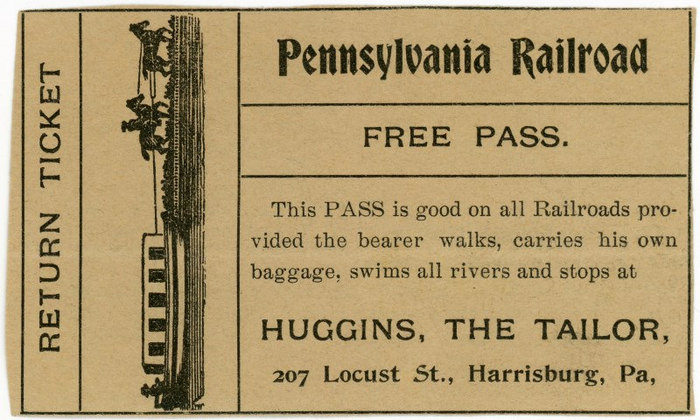 RETURN TICKET
Pennsylvania Railroad
FREE PASS.
This PASS is good on all Railroads pro-
vided the bearer walks, carries his own
baggage, swims all rivers and stops at
HUGGINS, THE TAILOR,
207 Locust St., Harrisburg, Pa,